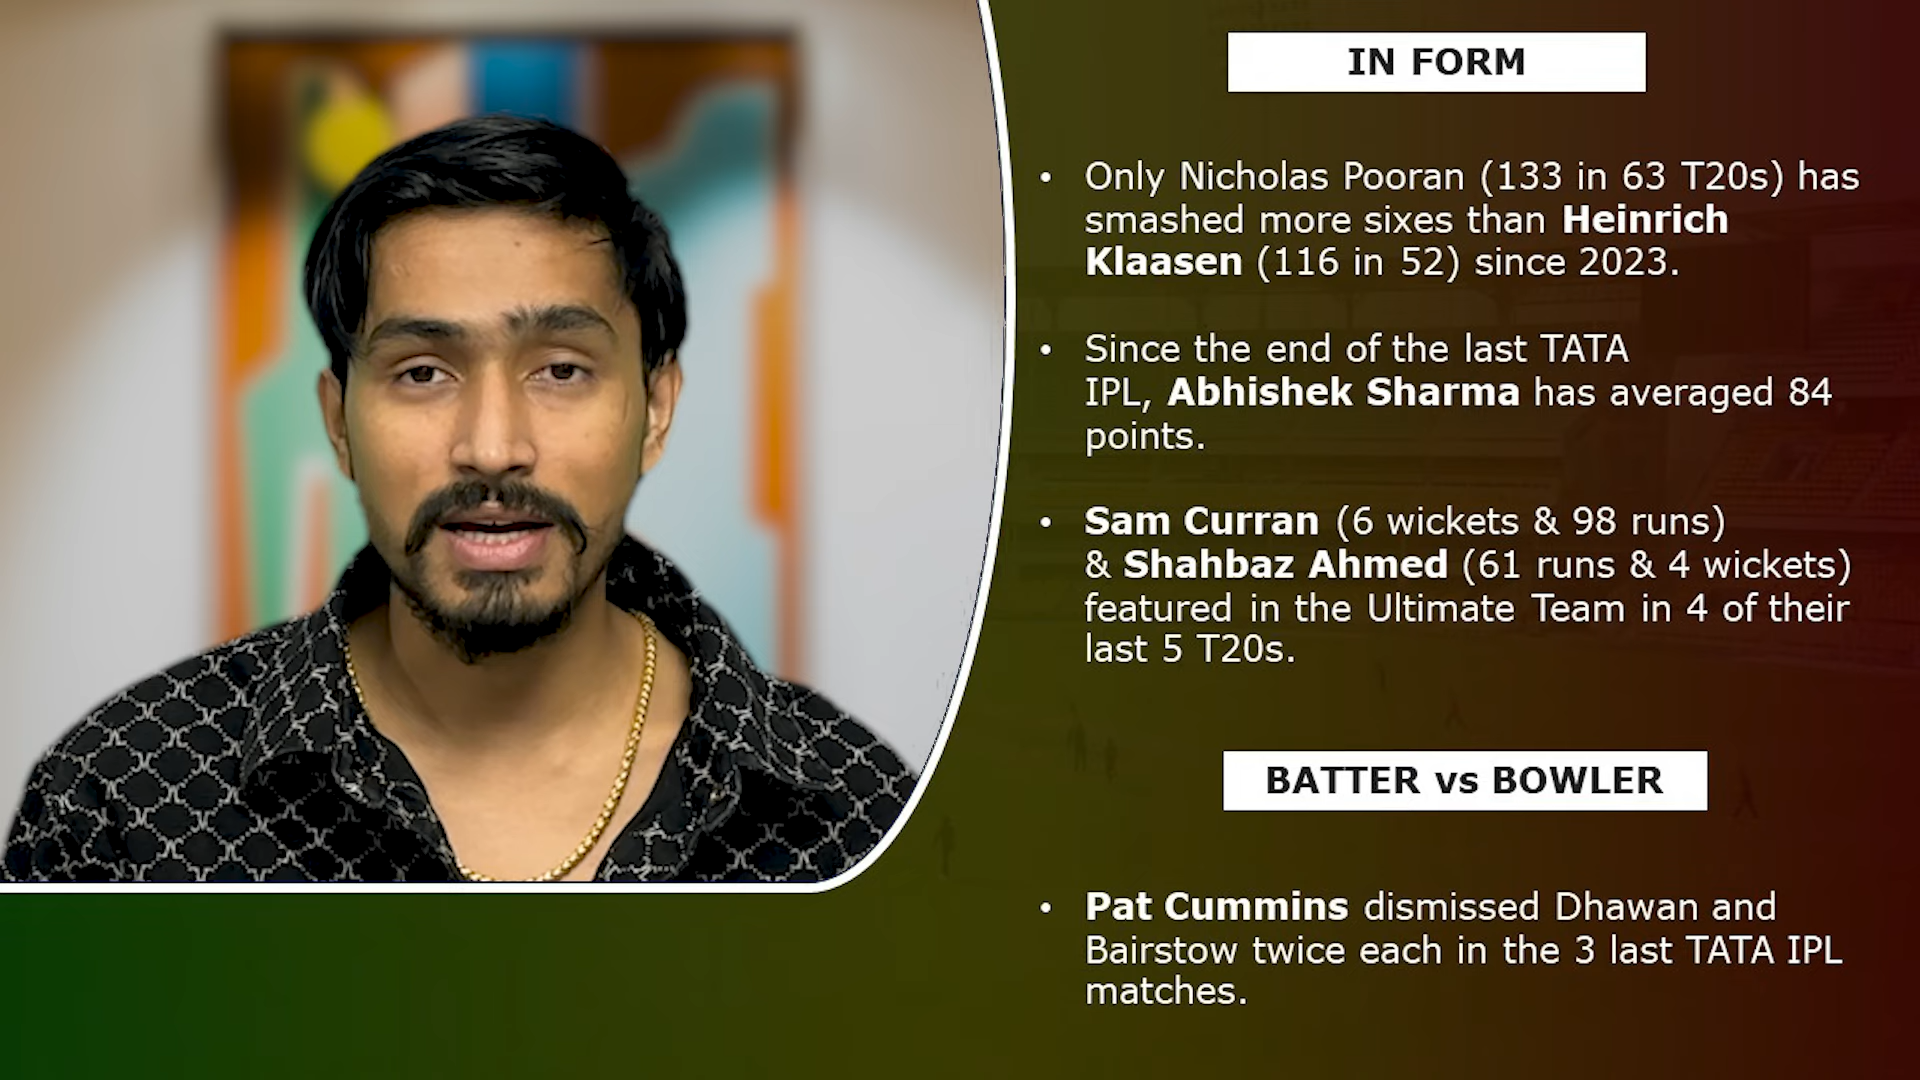 IN FORM
• Only Nicholas Pooran (133 in 63 T20s) has
smashed more sixes than Heinrich
Klaasen (116 in 52) since 2023.
• Since the end of the last TATA
IPL, Abhishek Sharma has averaged 84
points.
• Sam Curran (6 wickets & 98 runs)
& Shahbaz Ahmed (61 runs & 4 wickets)
featured in the Ultimate Team in 4 of their
last 5 T20s.
BATTER vs BOWLER
• Pat Cummins dismissed Dhawan and
Bairstow twice each in the 3 last TATA IPL
matches.